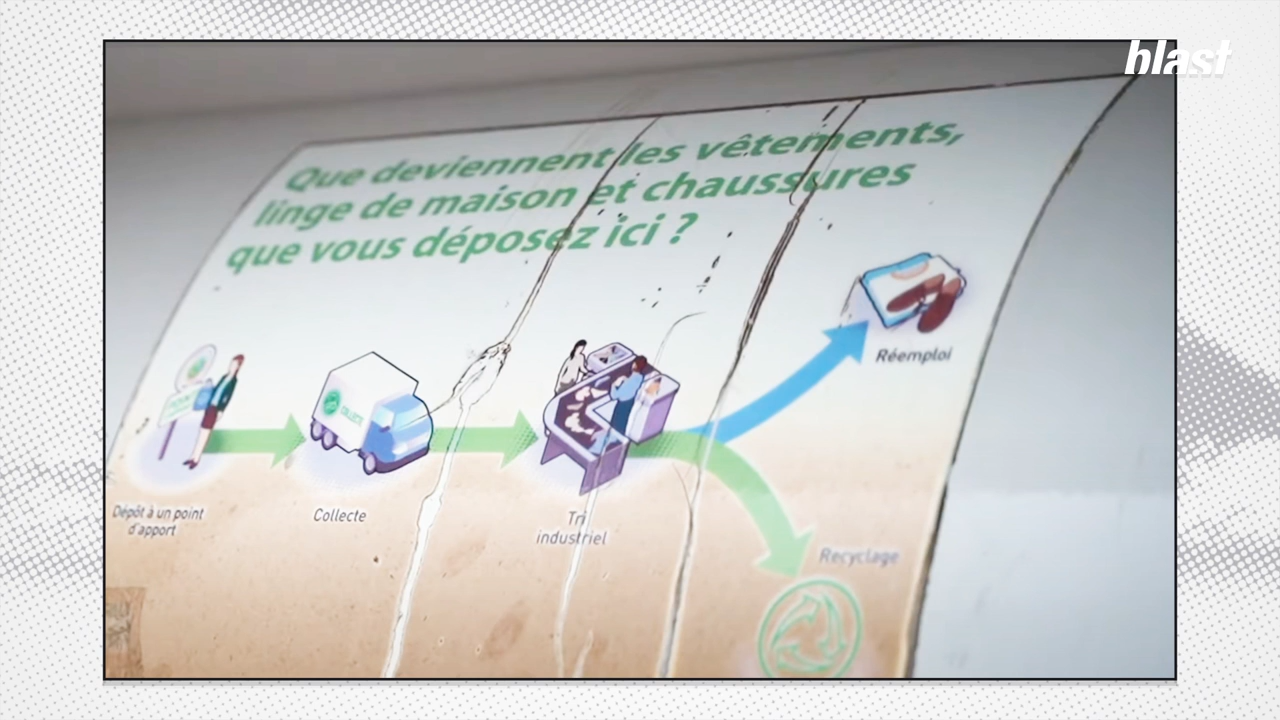 blast
Que deviennent les vêtements,
linge de maison et chaussures
que vous déposez ici ?
Réemploi
Dépôt à un point
d'apport
Collecte
Tri
industriel
Recyclage